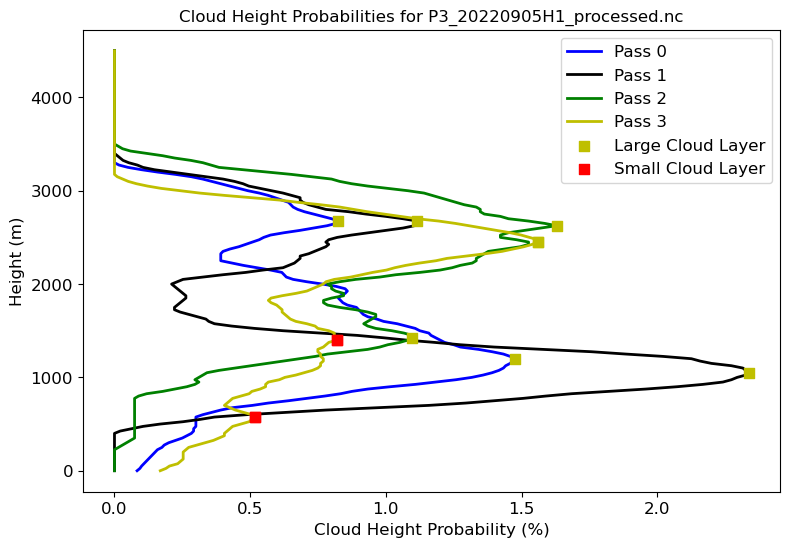 Cloud Height Probabilities for P3_20220905H1_processed.nc
Pass 0
Pass 1
Pass 2
Pass 3
Large Cloud Layer
Small Cloud Layer
Height (m)
4000
3000
2000
1000
0
0.0 0.5 1.0 1.5 2.0
Cloud Height Probability (%)